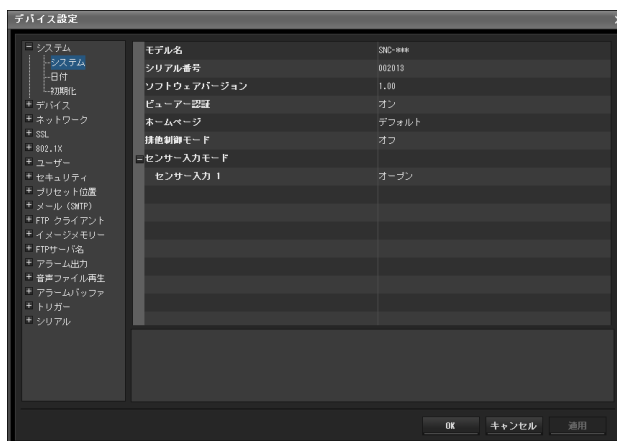 デバイス設定
システム
システム
日付
初期化
デバイス
ネットワーク
SSL
802.1X
ユーザー
セキュリティ
プリセット位置
メール（SMTP）
FTP クライアント
イメージメモリー
FTPサーバ名
アラーム出力
音声ファイル再生
アラームバッファ
トリガー
シリアル
モデル名 SNC-***
シリアル番号 002013
ソフトウェアバージョン 1.00
ビューアー認証 オン
ホームページ デフォルト
排他制御モード オフ
センサー入力モード
センサー入力 1 オープン
OK キャンセル 適用